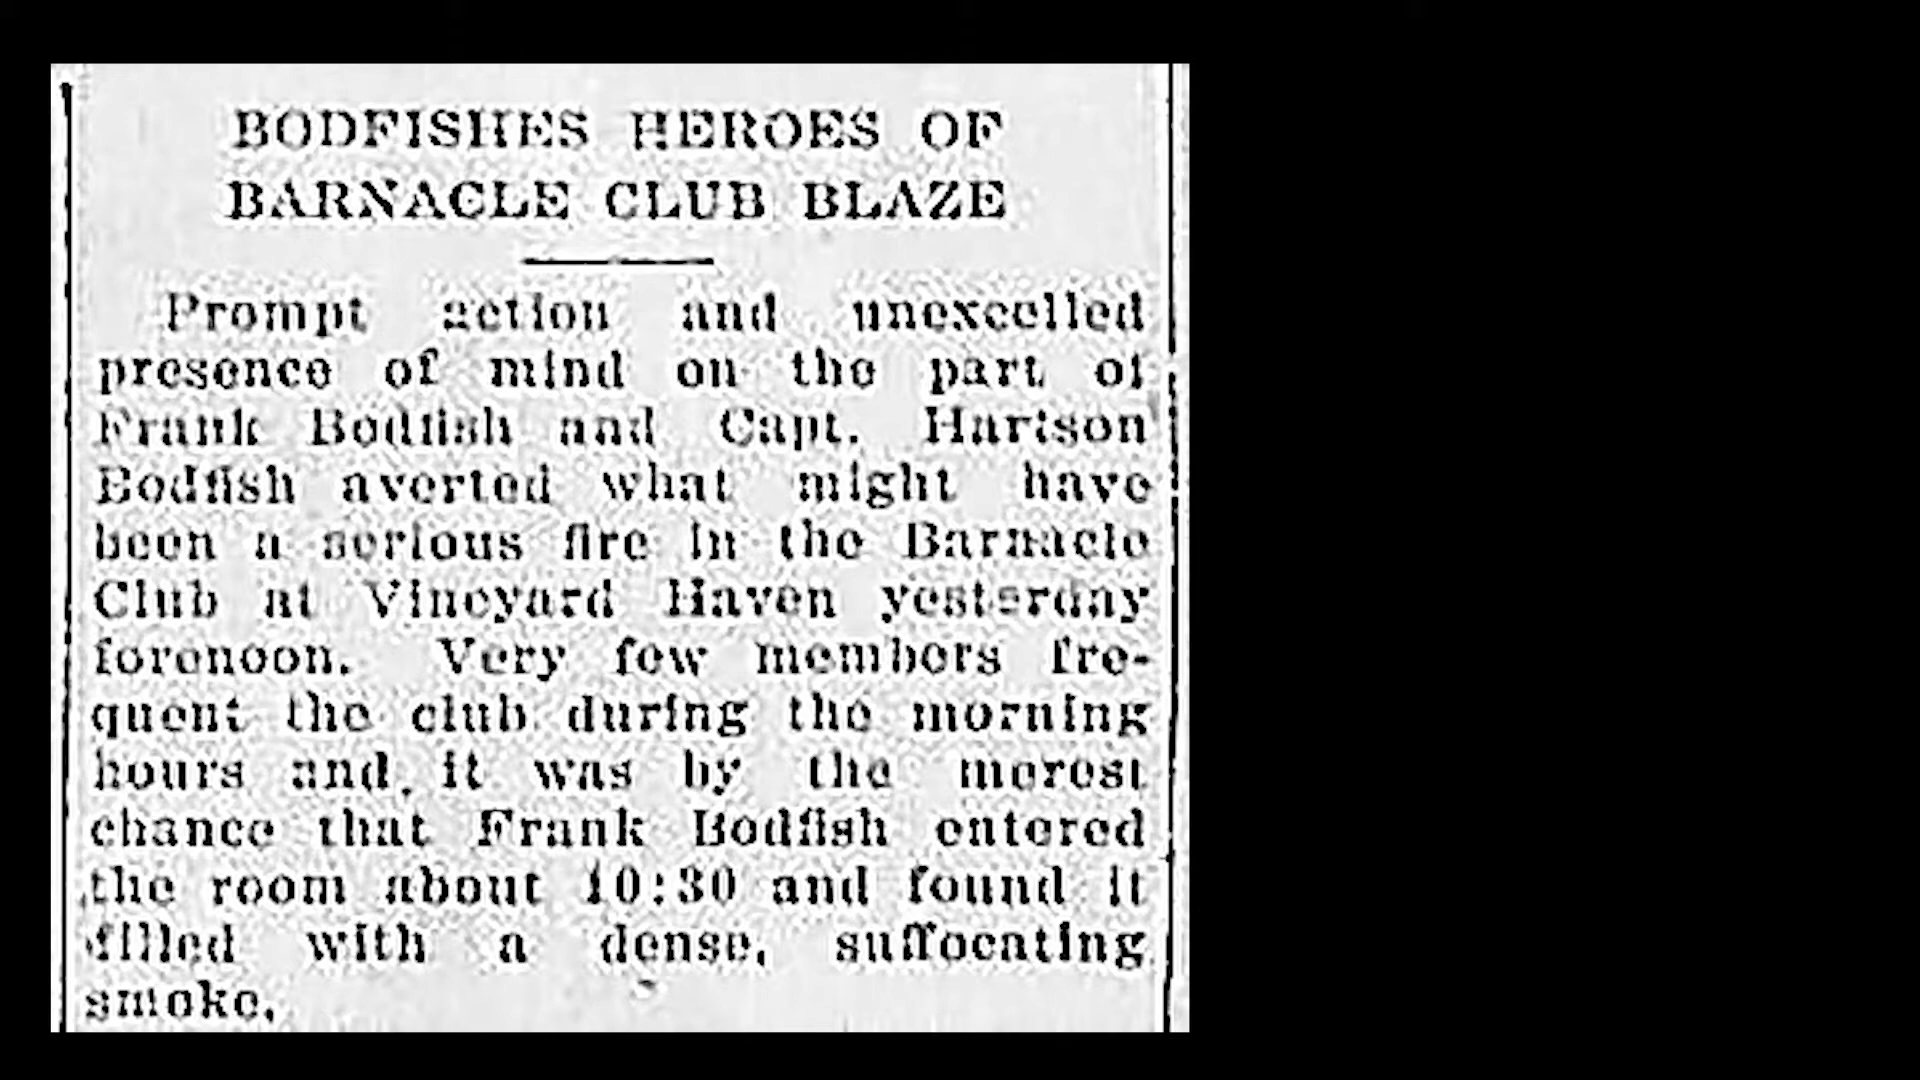 BODFISHES HEROES OF
BARNACLE CLUB BLAZE
Prompt action and unexcelled
presence of mind on the part of
Frank Bodfish and Capt. Hartson
Bodfish averted what might have
been a serious fire in the Barnacle
Club at Vineyard Haven yesterday
forenoon. Very few members fre-
quent the club during the morning
hours and, it was by the merest
chance that Frank Bodfish entered
the room about 10:30 and found it
filled with a dense, suffocating
smoke.